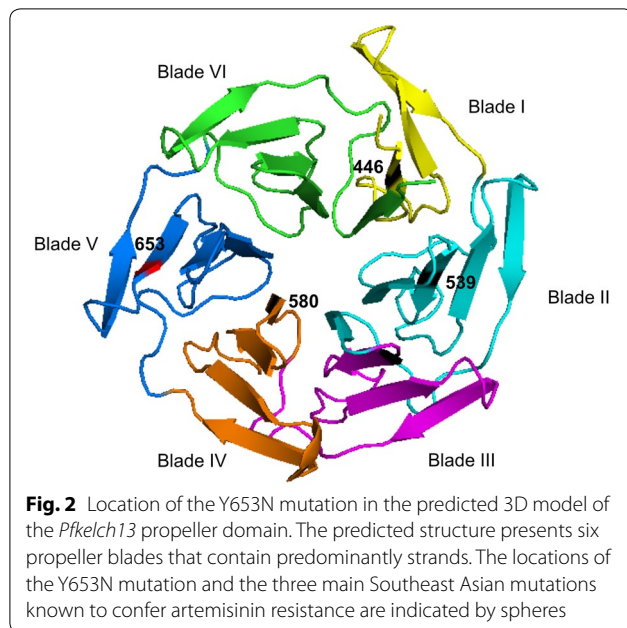 Blade VI
Blade I
446
Blade V
653
539
Blade II
580
Blade IV
Blade III
Fig. 2 Location of the Y653N mutation in the predicted 3D model of
the Pfkelch13 propeller domain. The predicted structure presents six
propeller blades that contain predominantly strands. The locations of
the Y653N mutation and the three main Southeast Asian mutations
known to confer artemisinin resistance are indicated by spheres